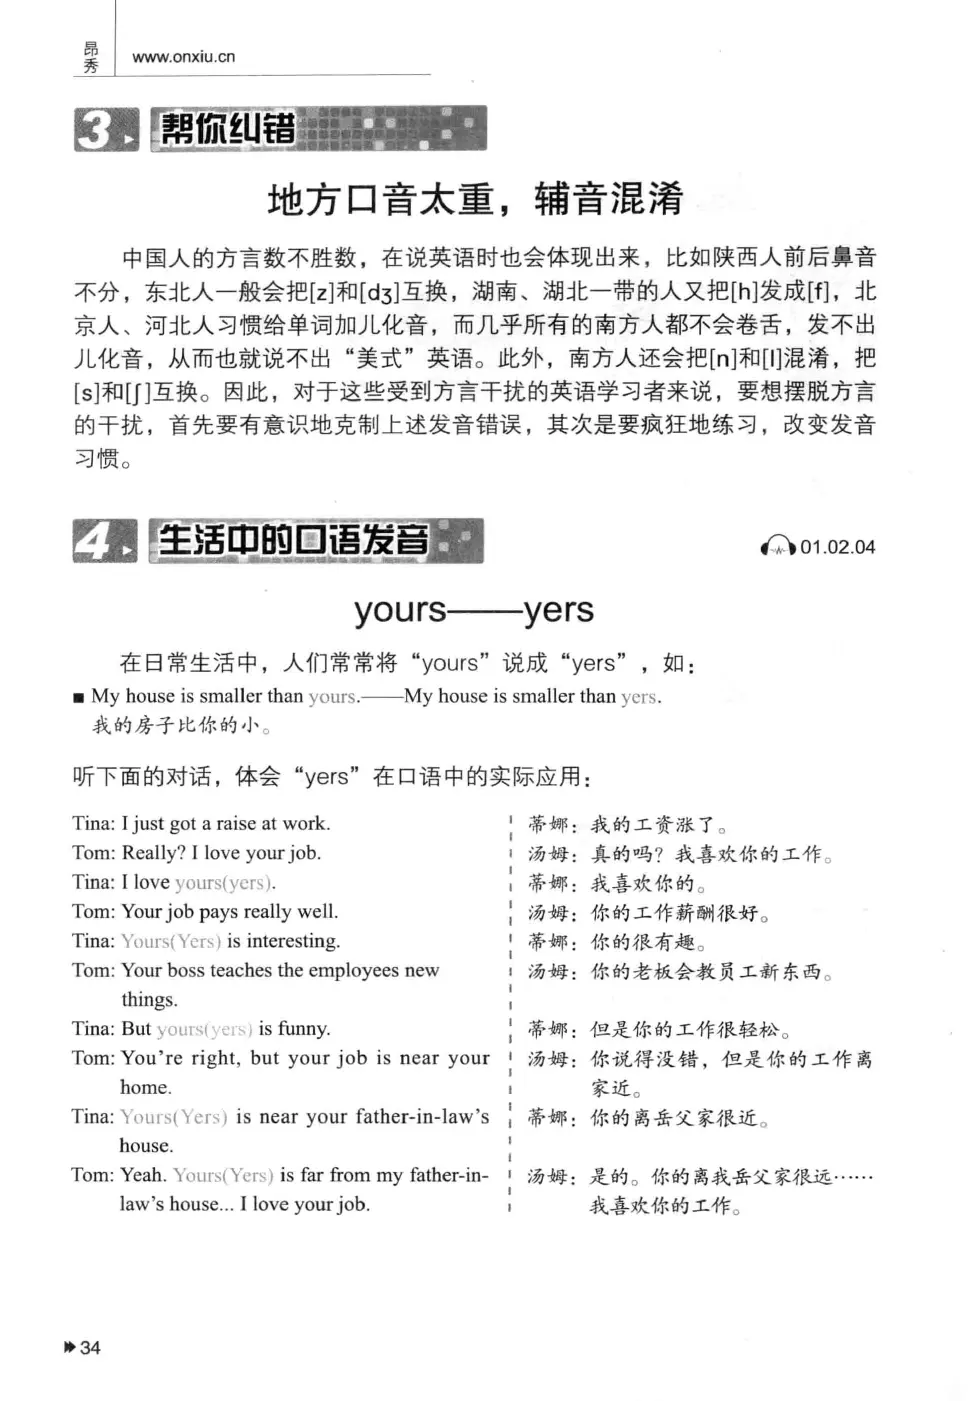 昂秀
www.onxiu.cn
3 帮你纠错
地方口音太重，辅音混淆
中国人的方言数不胜数，在说英语时也会体现出来，比如陕西人前后鼻音
不分，东北人一般会把[z]和[dʒ]互换，湖南、湖北一带的人又把[h]发成[f]，北
京人、河北人习惯给单词加儿化音，而几乎所有的南方人都不会卷舌，发不出
儿化音，从而也就说不出“美式”英语。此外，南方人还会把[n]和[l]混淆，把
[s]和[ʃ]互换。因此，对于这些受到方言干扰的英语学习者来说，要想摆脱方言
的干扰，首先要有意识地克制上述发音错误，其次是要疯狂地练习，改变发音
习惯。
4 生活中的口语发音
01.02.04
yours——yers
在日常生活中，人们常常将“yours”说成“yers”，如：
■ My house is smaller than yours.——My house is smaller than yers.
我的房子比你的小。
听下面的对话，体会“yers”在口语中的实际应用：
Tina: I just got a raise at work.
Tom: Really? I love your job.
Tina: I love yours(yers).
Tom: Your job pays really well.
Tina: Yours(Yers) is interesting.
Tom: Your boss teaches the employees new
things.
Tina: But yours(yers) is funny.
Tom: You're right, but your job is near your
home.
Tina: Yours(Yers) is near your father-in-law's
house.
Tom: Yeah. Yours(Yers) is far from my father-in-
law's house... I love your job.
蒂娜：我的工资涨了。
汤姆：真的吗？我喜欢你的工作。
蒂娜：我喜欢你的。
汤姆：你的工作薪酬很好。
蒂娜：你的很有趣。
汤姆：你的老板会教员工新东西。
蒂娜：但是你的工作很轻松。
汤姆：你说得没错，但是你的工作离
家近。
蒂娜：你的离岳父家很近。
汤姆：是的。你的离我岳父家很远……
我喜欢你的工作。
34